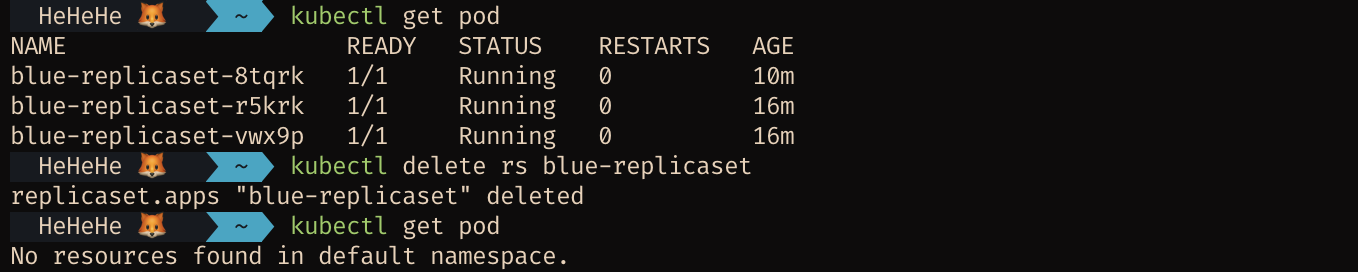 HeHeHe 🦊 ~ kubectl get pod
NAME READY STATUS RESTARTS AGE
blue-replicaset-8tqrk 1/1 Running 0 10m
blue-replicaset-r5krk 1/1 Running 0 16m
blue-replicaset-vwx9p 1/1 Running 0 16m
HeHeHe 🦊 ~ kubectl delete rs blue-replicaset
replicaset.apps "blue-replicaset" deleted
HeHeHe 🦊 ~ kubectl get pod
No resources found in default namespace.